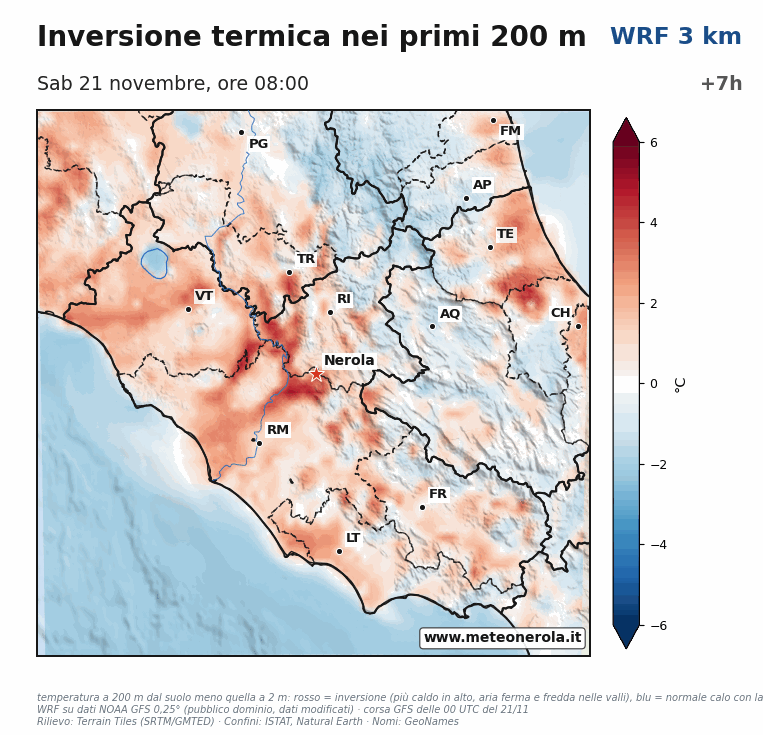 Inversione termica nei primi 200 m WRF 3 km
Sab 21 novembre, ore 08:00 +7h
FM
PG
AP
TE
TR
VT
RI
AQ
CH
Nerola
RM
FR
LT
www.meteonerola.it
6
4
2
0
−2
−4
−6
°C
temperatura a 200 m dal suolo meno quella a 2 m: rosso = inversione (più caldo in alto, aria ferma e fredda nelle valli), blu = normale calo con la
WRF su dati NOAA GFS 0,25° (pubblico dominio, dati modificati) · corsa GFS delle 00 UTC del 21/11
Rilievo: Terrain Tiles (SRTM/GMTED) · Confini: ISTAT, Natural Earth · Nomi: GeoNames